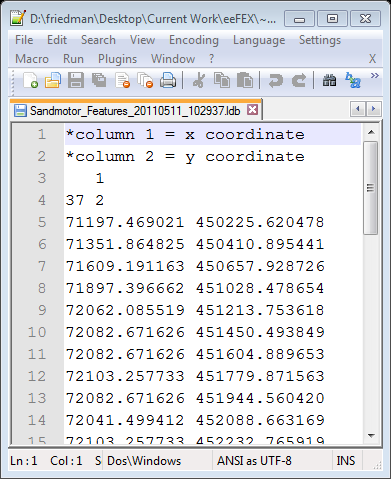 D:\friedman\Desktop\Current Work\eeFEX\~...
File Edit Search View Encoding Language Settings
Macro Run Plugins Window ? X
Sandmotor_Features_20110511_102937.ldb
1 *column 1 = x coordinate
2 *column 2 = y coordinate
3 1
4 37 2
5 71197.469021 450225.620478
6 71351.864825 450410.895441
7 71609.191163 450657.928726
8 71897.396662 451028.478654
9 72062.085519 451213.753618
10 72082.671626 451450.493849
11 72082.671626 451604.889653
12 72103.257733 451779.871563
13 72082.671626 451944.560420
14 72041.499412 452088.663169
15 72103.257733 452232.765919
Ln : 1 Col : 1 S Dos\Windows ANSI as UTF-8 INS